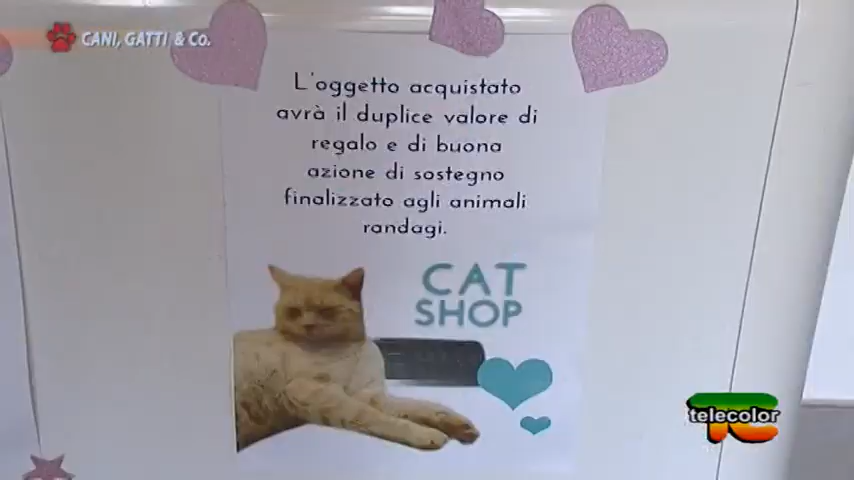 CANI, GATTI & Co.
L'oggetto acquistato
avrà il duplice valore di
regalo e di buona
azione di sostegno
finalizzato agli animali
randagi.
CAT
SHOP
telecolor
TC